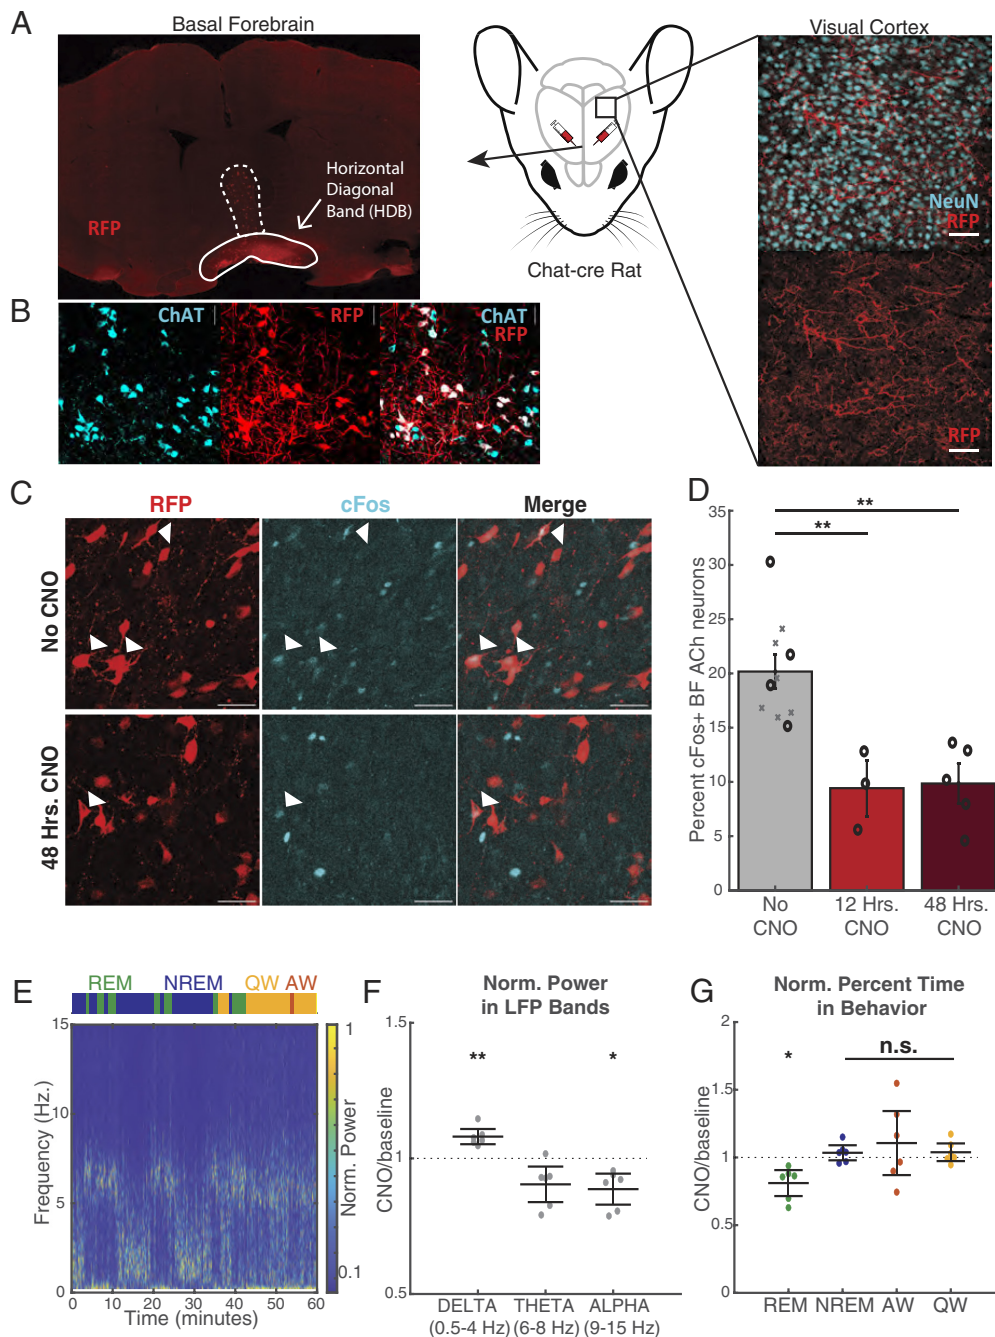 A
Basal Forebrain
RFP
Horizontal
Diagonal
Band (HDB)
Chat-cre Rat
Visual Cortex
NeuN
RFP
RFP
B
ChAT
RFP
ChAT
RFP
C
RFP
cFos
Merge
No CNO
48 Hrs. CNO
D
Percent cFos+ BF ACh neurons
35
30
25
20
15
10
5
0
**
**
No
CNO
12 Hrs.
CNO
48 Hrs.
CNO
E
REM
NREM
QW
AW
Frequency (Hz.)
15
10
5
0
0
10
20
30
40
50
60
Time (minutes)
1
Norm. Power
0.1
F
Norm. Power
in LFP Bands
CNO/baseline
1.5
1
0.5
**
*
DELTA
(0.5-4 Hz)
THETA
(6-8 Hz)
ALPHA
(9-15 Hz)
G
Norm. Percent Time
in Behavior
CNO/baseline
2
1.5
1
0.5
0
*
n.s.
REM
NREM
AW
QW